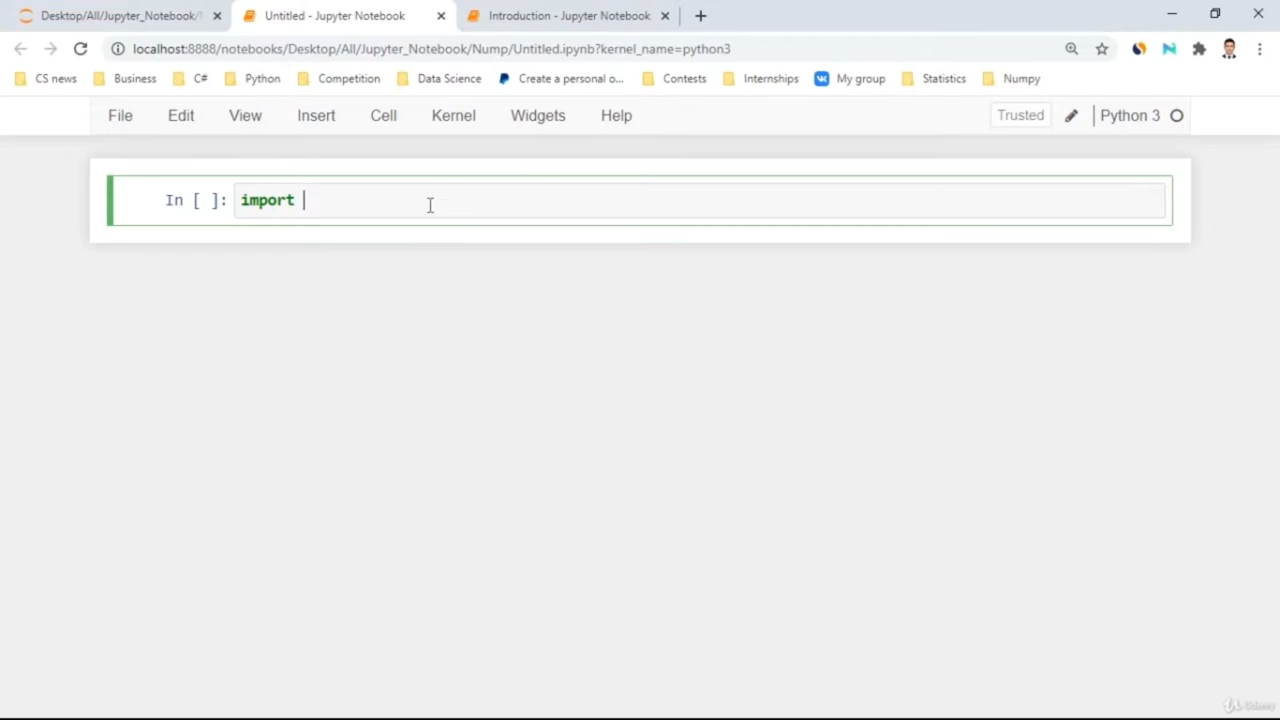 Desktop/All/Jupyter_Notebook/
Untitled - Jupyter Notebook
Introduction - Jupyter Notebook
localhost:8888/notebooks/Desktop/All/Jupyter_Notebook/Nump/Untitled.ipynb?kernel_name=python3
CS news Business C# Python Competition Data Science Create a personal o... Contests Internships My group Statistics Numpy
File Edit View Insert Cell Kernel Widgets Help Trusted Python 3
In [ ]: import
Udemy